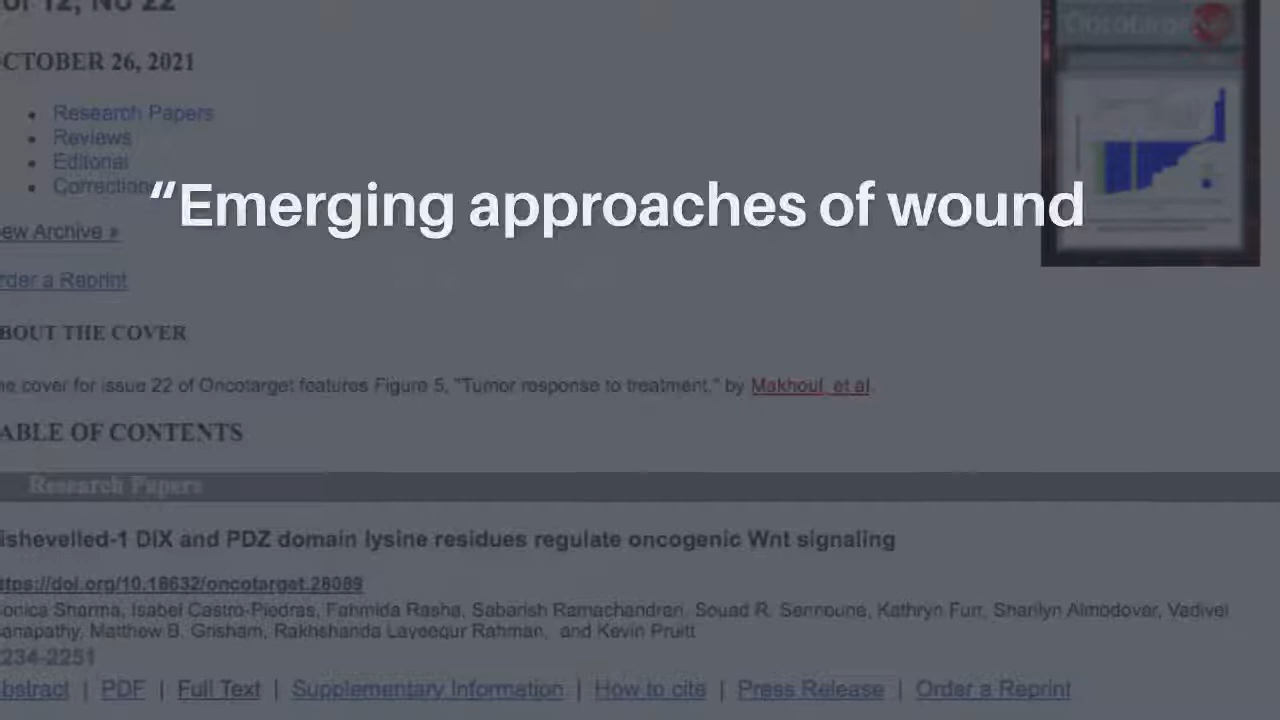 12, No 22
OCTOBER 26, 2021
Research Papers
Reviews
Editorial
Correction
“Emerging approaches of wound
ew Archive »
rder a Reprint
BOUT THE COVER
he cover for issue 22 of Oncotarget features Figure 5, "Tumor response to treatment," by Makhoul, et al.
ABLE OF CONTENTS
Research Papers
ishevelled-1 DIX and PDZ domain lysine residues regulate oncogenic Wnt signaling
ttps://doi.org/10.18632/oncotarget.28089
onica Sharma, Isabel Castro-Piedras, Fahmida Rasha, Sabarish Ramachandran, Souad R. Sennoune, Kathryn Furr, Sharilyn Almodovar, Vadivel
anapathy, Matthew B. Grisham, Rakhshanda Layeequr Rahman, and Kevin Pruitt
234-2251
bstract | PDF | Full Text | Supplementary Information | How to cite | Press Release | Order a Reprint
Oncotarget